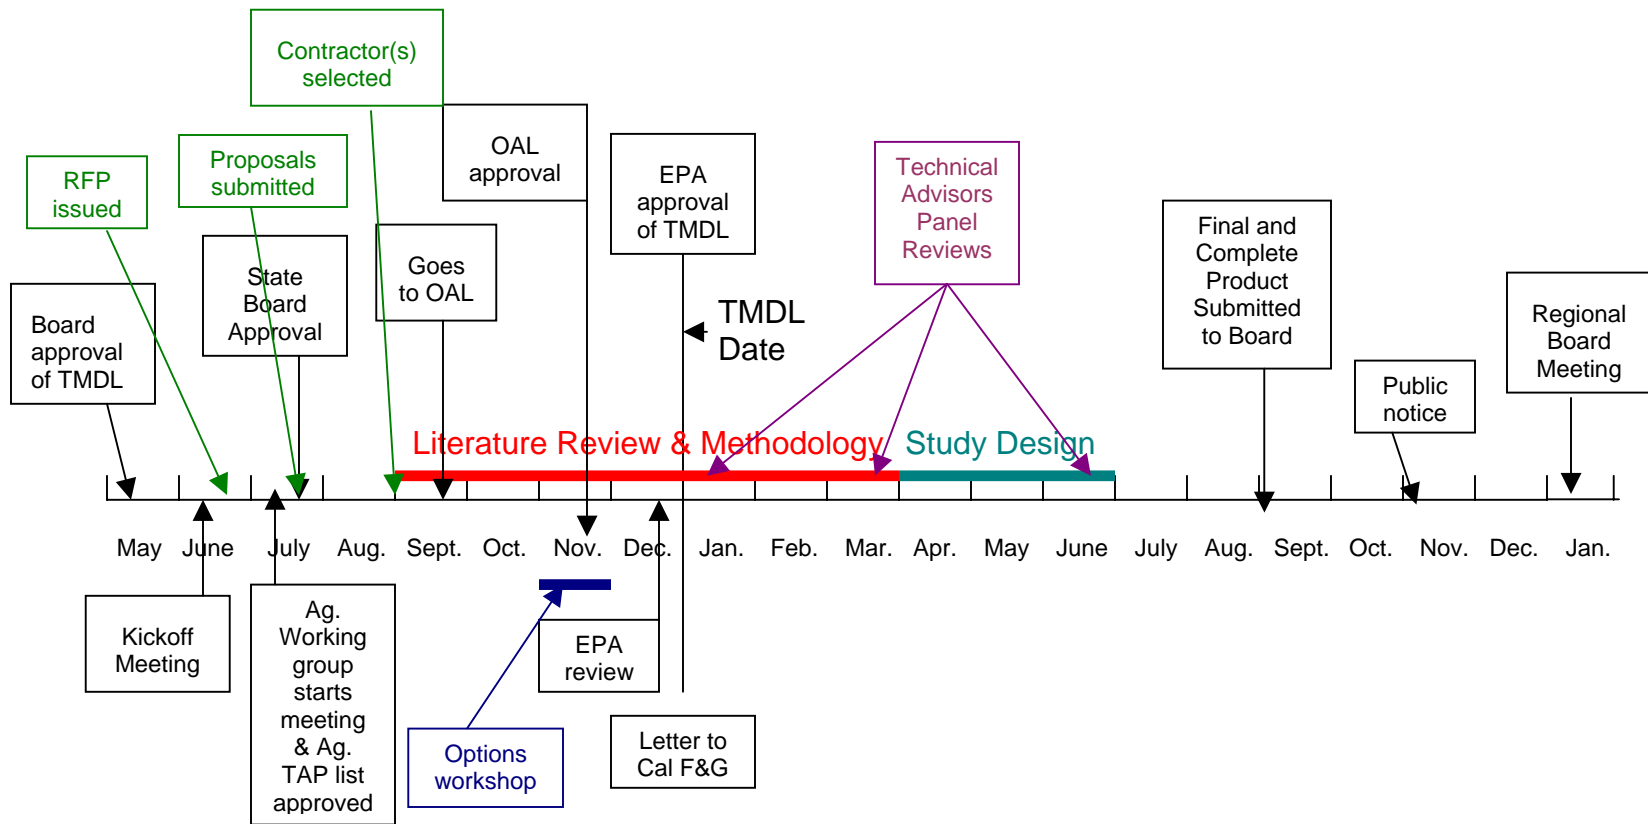 Contractor(s)
selected
OAL
approval
RFP
issued
Proposals
submitted
EPA
approval
of TMDL
Technical
Advisors
Panel
Reviews
State
Board
Approval
Goes
to OAL
Final and
Complete
Product
Submitted
to Board
Board
approval
of TMDL
TMDL
Date
Regional
Board
Meeting
Public
notice
Literature Review & Methodology
Study Design
May June July Aug. Sept. Oct. Nov. Dec. Jan. Feb. Mar. Apr. May June July Aug. Sept. Oct. Nov. Dec. Jan.
Kickoff
Meeting
Ag.
Working
group
starts
meeting
& Ag.
TAP list
approved
EPA
review
Options
workshop
Letter to
Cal F&G